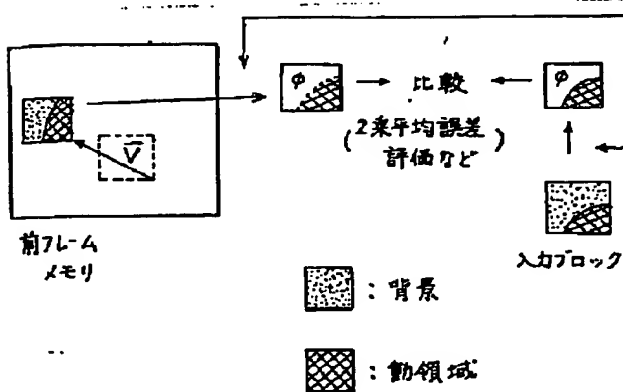 φ
比較
φ
(2乗平均誤差
評価など)
V
前フレーム
メモリ
入力ブロック
：背景
：動領域